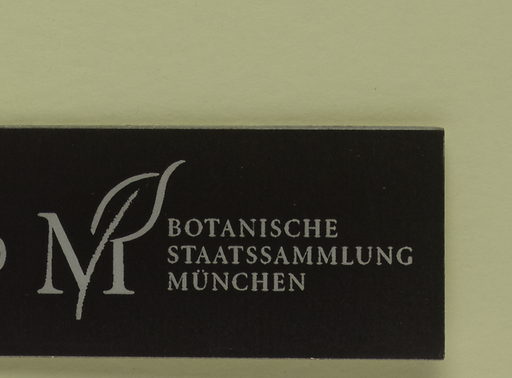 M
BOTANISCHE
STAATSSAMMLUNG
MÜNCHEN